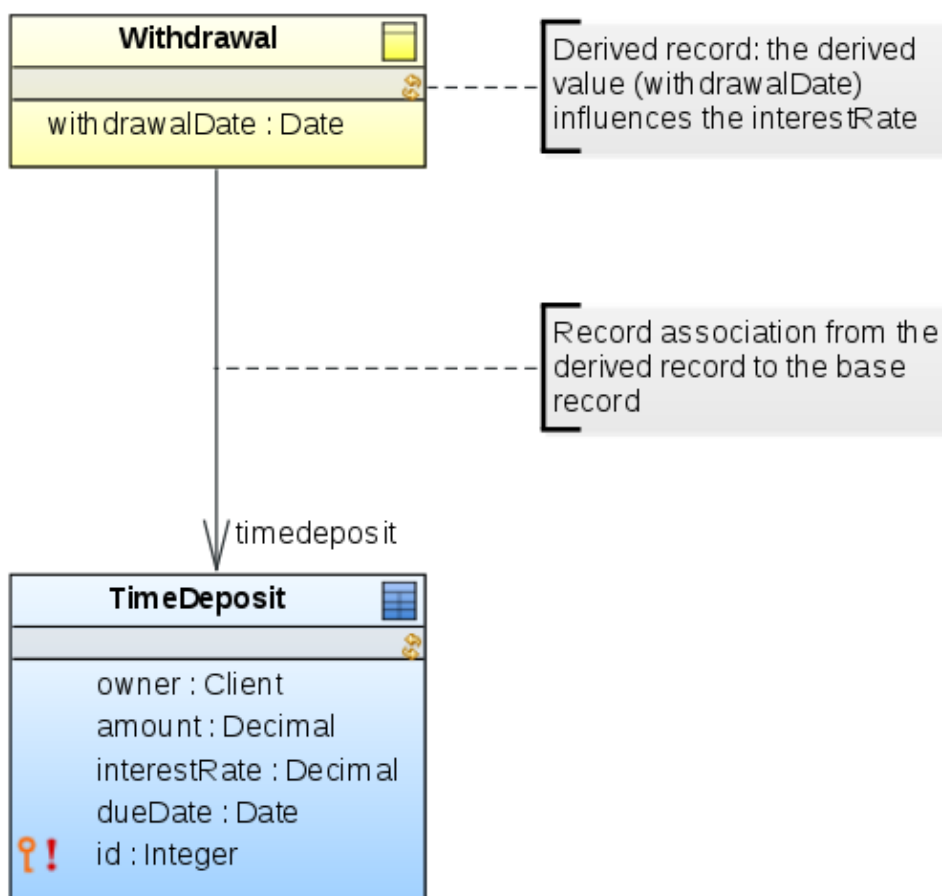 Withdrawal
withdrawalDate : Date
Derived record: the derived
value (withdrawalDate)
influences the interestRate
Record association from the
derived record to the base
record
timedeposit
TimeDeposit
owner : Client
amount : Decimal
interestRate : Decimal
dueDate : Date
! id : Integer